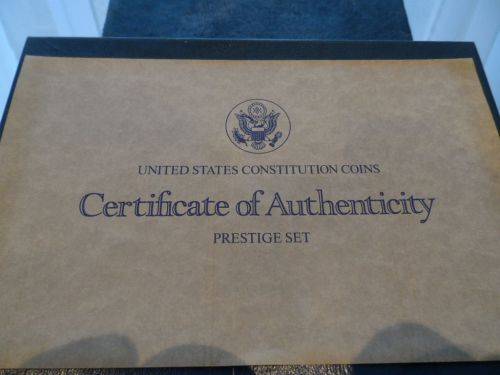 UNITED STATES CONSTITUTION COINS
Certificate of Authenticity
PRESTIGE SET